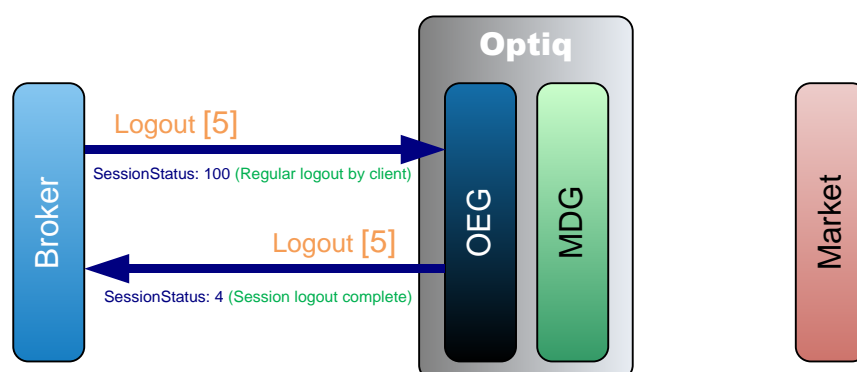 Optiq
Logout [5]
SessionStatus: 100 (Regular logout by client)
Broker
OEG
MDG
Market
Logout [5]
SessionStatus: 4 (Session logout complete)